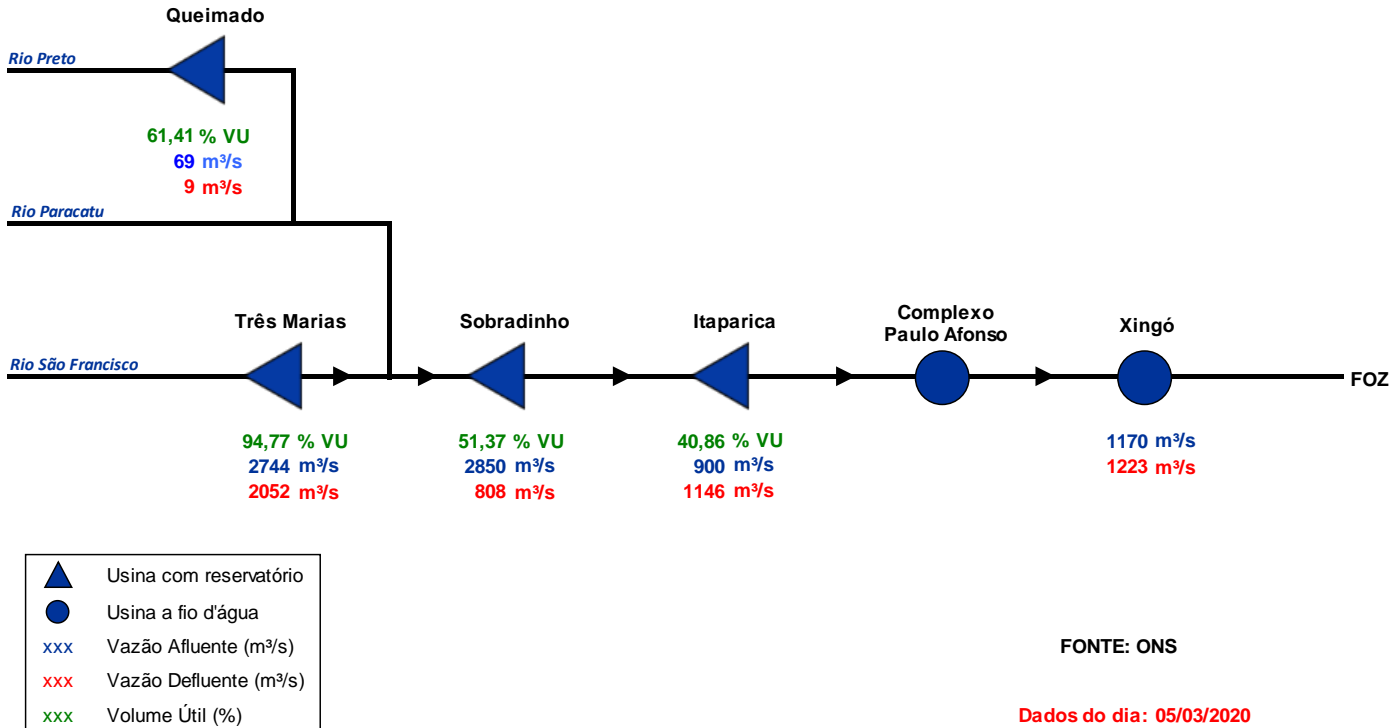 Queimado
Rio Preto
61,41 % VU
69 m³/s
9 m³/s
Rio Paracatu
Três Marias
Sobradinho
Itaparica
Complexo
Paulo Afonso
Xingó
Rio São Francisco
FOZ
94,77 % VU
2744 m³/s
2052 m³/s
51,37 % VU
2850 m³/s
808 m³/s
40,86 % VU
900 m³/s
1146 m³/s
1170 m³/s
1223 m³/s
Usina com reservatório
Usina a fio d'água
xxx Vazão Afluente (m³/s)
xxx Vazão Defluente (m³/s)
xxx Volume Útil (%)
FONTE: ONS
Dados do dia: 05/03/2020